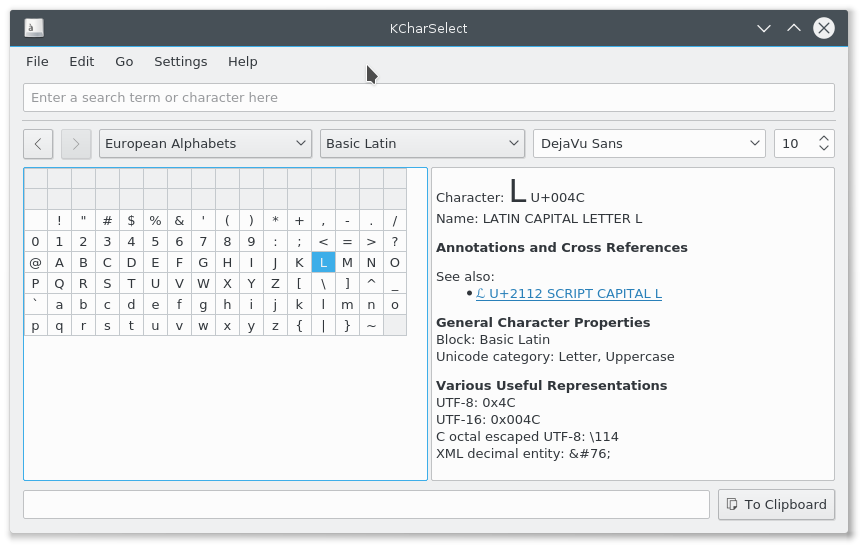 KCharSelect
File Edit Go Settings Help
Enter a search term or character here
European Alphabets Basic Latin DejaVu Sans 10
! " # $ % & ' ( ) * + , - . /
0 1 2 3 4 5 6 7 8 9 : ; < = > ?
@ A B C D E F G H I J K L M N O
P Q R S T U V W X Y Z [ \ ] ^ _
` a b c d e f g h i j k l m n o
p q r s t u v w x y z { | } ~
Character: L U+004C
Name: LATIN CAPITAL LETTER L
Annotations and Cross References
See also:
• ℒ U+2112 SCRIPT CAPITAL L
General Character Properties
Block: Basic Latin
Unicode category: Letter, Uppercase
Various Useful Representations
UTF-8: 0x4C
UTF-16: 0x004C
C octal escaped UTF-8: \114
XML decimal entity: &#76;
To Clipboard